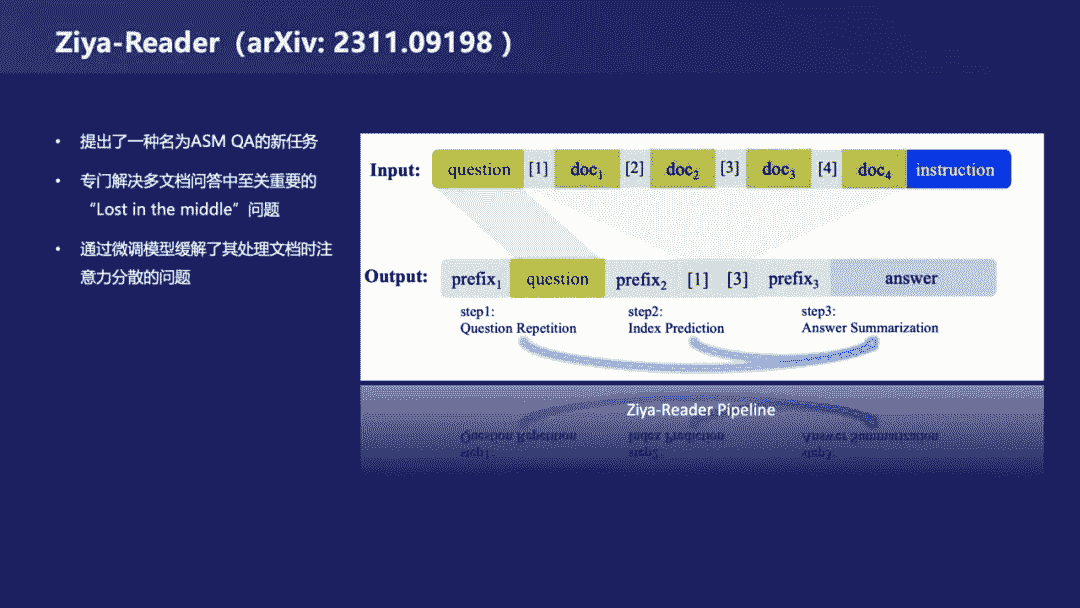 Ziya-Reader（arXiv: 2311.09198 ）
• 提出了一种名为ASM QA的新任务
• 专门解决多文档问答中至关重要的
“Lost in the middle”问题
• 通过微调模型缓解了其处理文档时注
意力分散的问题
Input: question [1] doc₁ [2] doc₂ [3] doc₃ [4] doc₄ instruction
Output: prefix₁ question prefix₂ [1] [3] prefix₃ answer
step1: step2: step3:
Question Repetition Index Prediction Answer Summarization
Ziya-Reader Pipeline